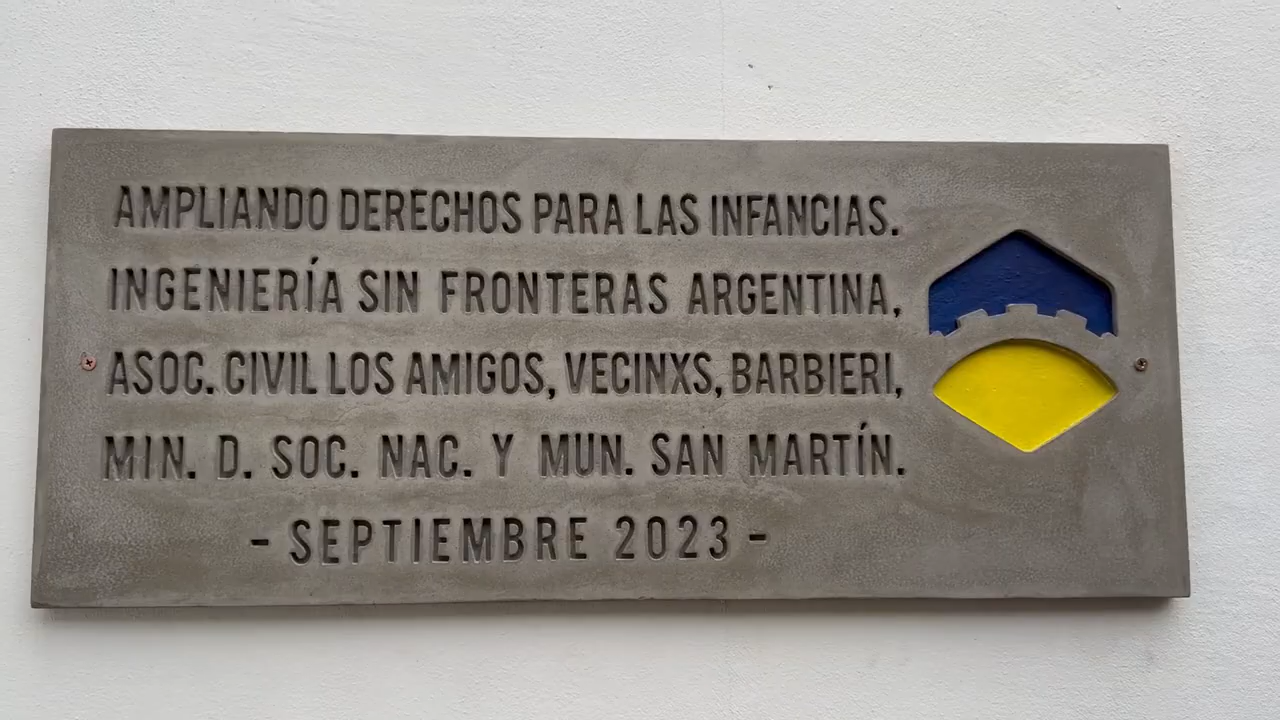 AMPLIANDO DERECHOS PARA LAS INFANCIAS.
INGENIERÍA SIN FRONTERAS ARGENTINA,
ASOC. CIVIL LOS AMIGOS, VECINXS, BARBIERI,
MIN. D. SOC. NAC. Y MUN. SAN MARTÍN.
- SEPTIEMBRE 2023 -